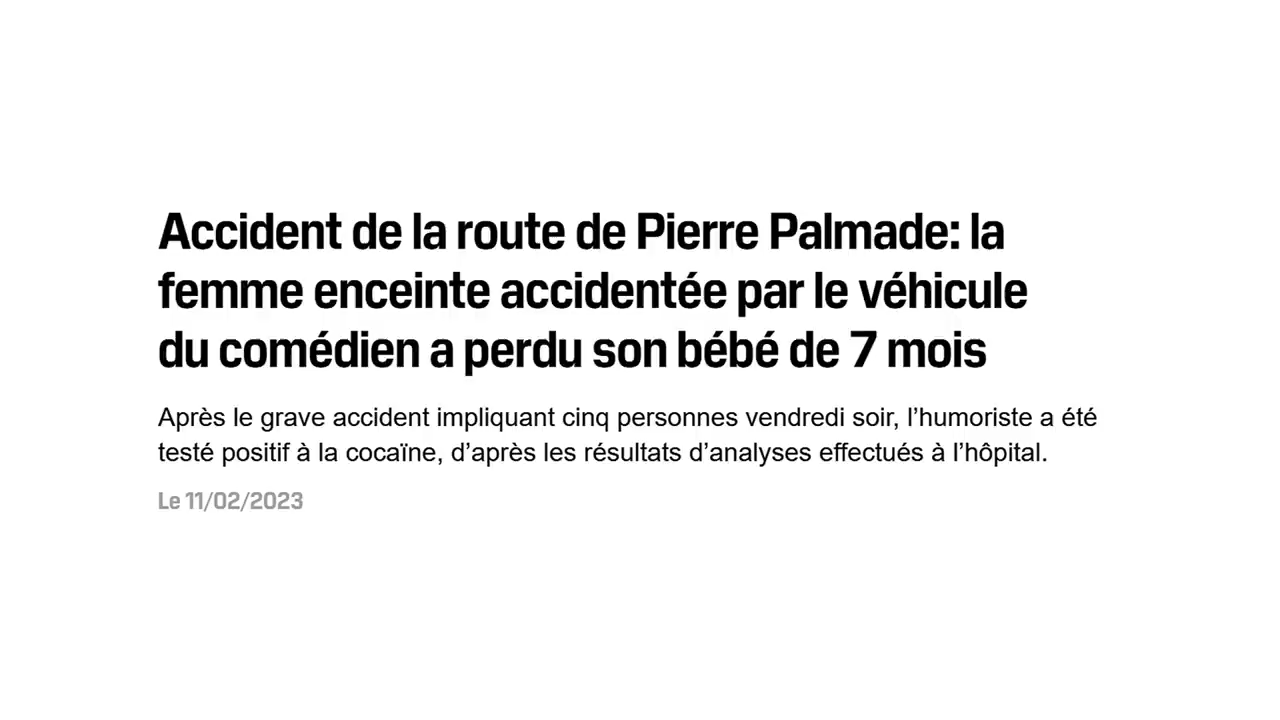 Accident de la route de Pierre Palmade: la
femme enceinte accidentée par le véhicule
du comédien a perdu son bébé de 7 mois
Après le grave accident impliquant cinq personnes vendredi soir, l’humoriste a été
testé positif à la cocaïne, d’après les résultats d’analyses effectués à l’hôpital.
Le 11/02/2023